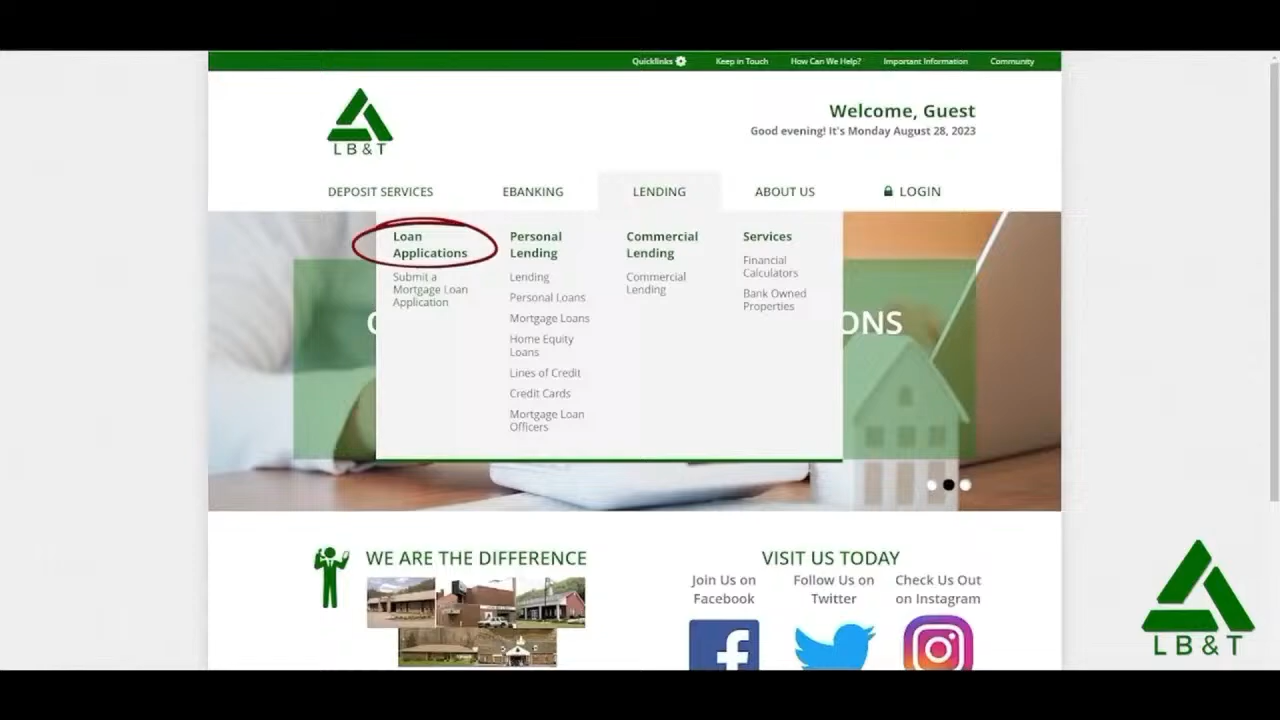 Quicklinks
Keep in Touch
How Can We Help?
Important Information
Community
LB&T
Welcome, Guest
Good evening! It's Monday August 28, 2023
DEPOSIT SERVICES
EBANKING
LENDING
ABOUT US
LOGIN
Loan
Applications
Submit a
Mortgage Loan
Application
Personal
Lending
Lending
Personal Loans
Mortgage Loans
Home Equity
Loans
Lines of Credit
Credit Cards
Mortgage Loan
Officers
Commercial
Lending
Commercial
Lending
Services
Financial
Calculators
Bank Owned
Properties
ONS
WE ARE THE DIFFERENCE
VISIT US TODAY
Join Us on
Facebook
Follow Us on
Twitter
Check Us Out
on Instagram
LB&T